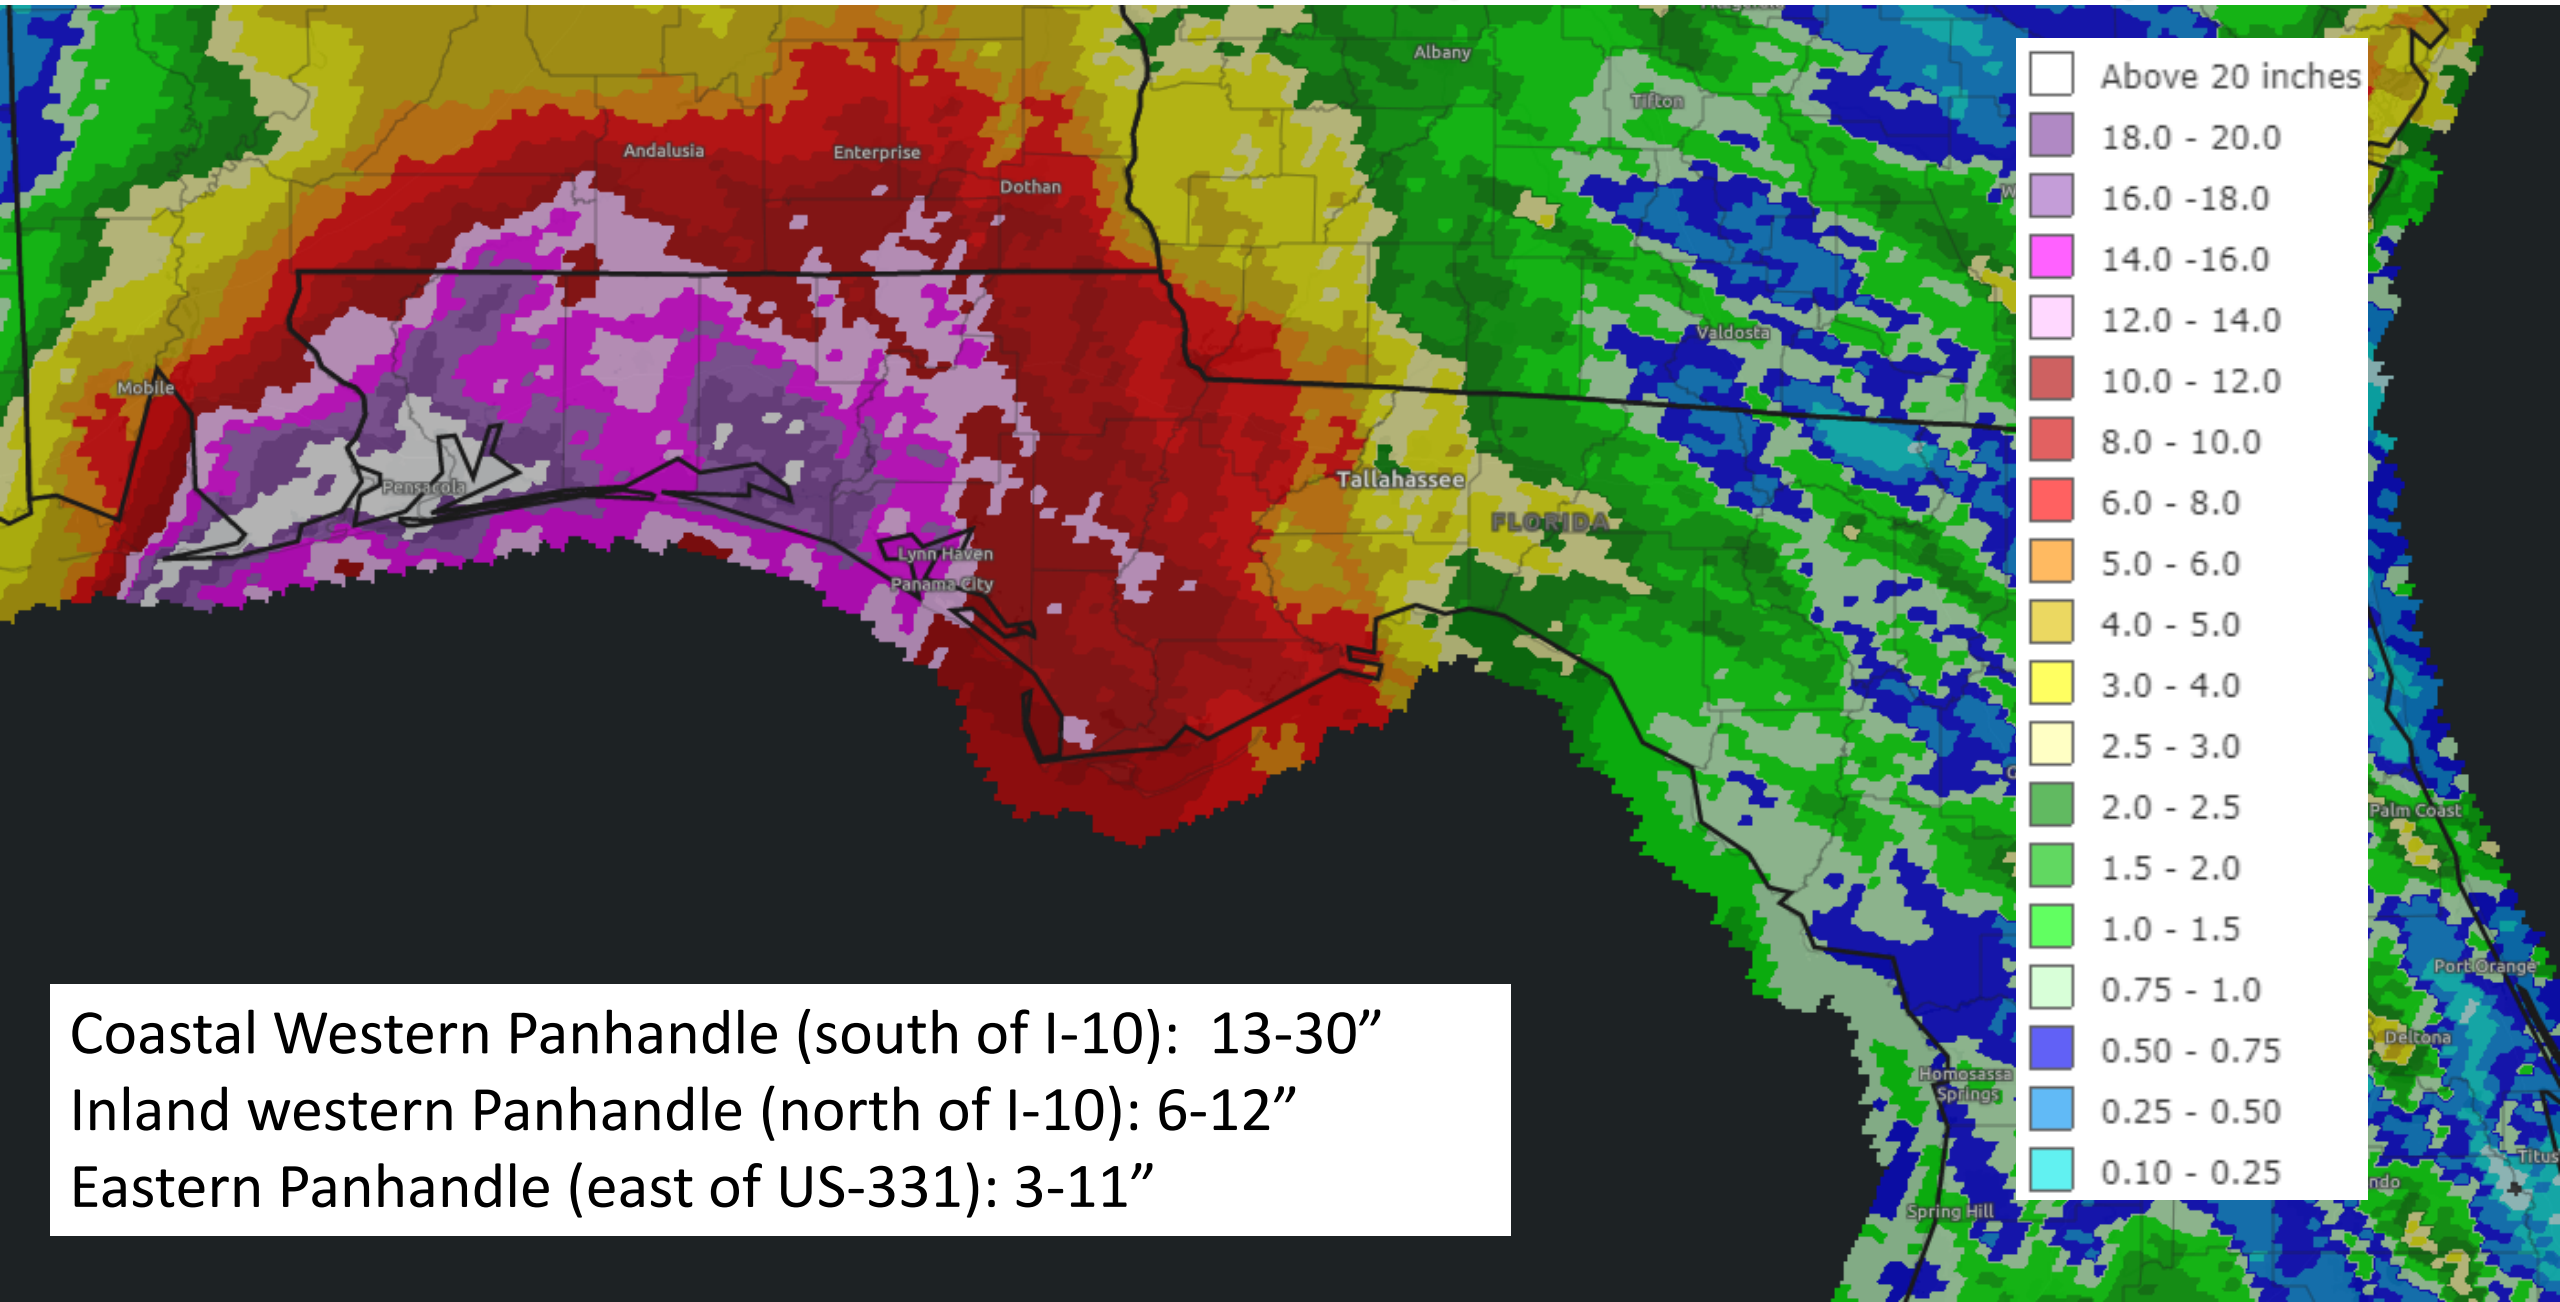 Albany
Tifton
Andalusia
Enterprise
Dothan
Valdosta
Mobile
Pensacola
Tallahassee
FLORIDA
Lynn Haven
Panama City
Palm Coast
Port Orange
Deltona
Homosassa
Springs
Titus
ndo
Spring Hill
Above 20 inches
18.0 - 20.0
16.0 -18.0
14.0 -16.0
12.0 - 14.0
10.0 - 12.0
8.0 - 10.0
6.0 - 8.0
5.0 - 6.0
4.0 - 5.0
3.0 - 4.0
2.5 - 3.0
2.0 - 2.5
1.5 - 2.0
1.0 - 1.5
0.75 - 1.0
0.50 - 0.75
0.25 - 0.50
0.10 - 0.25
Coastal Western Panhandle (south of I-10):  13-30”
Inland western Panhandle (north of I-10): 6-12”
Eastern Panhandle (east of US-331): 3-11”